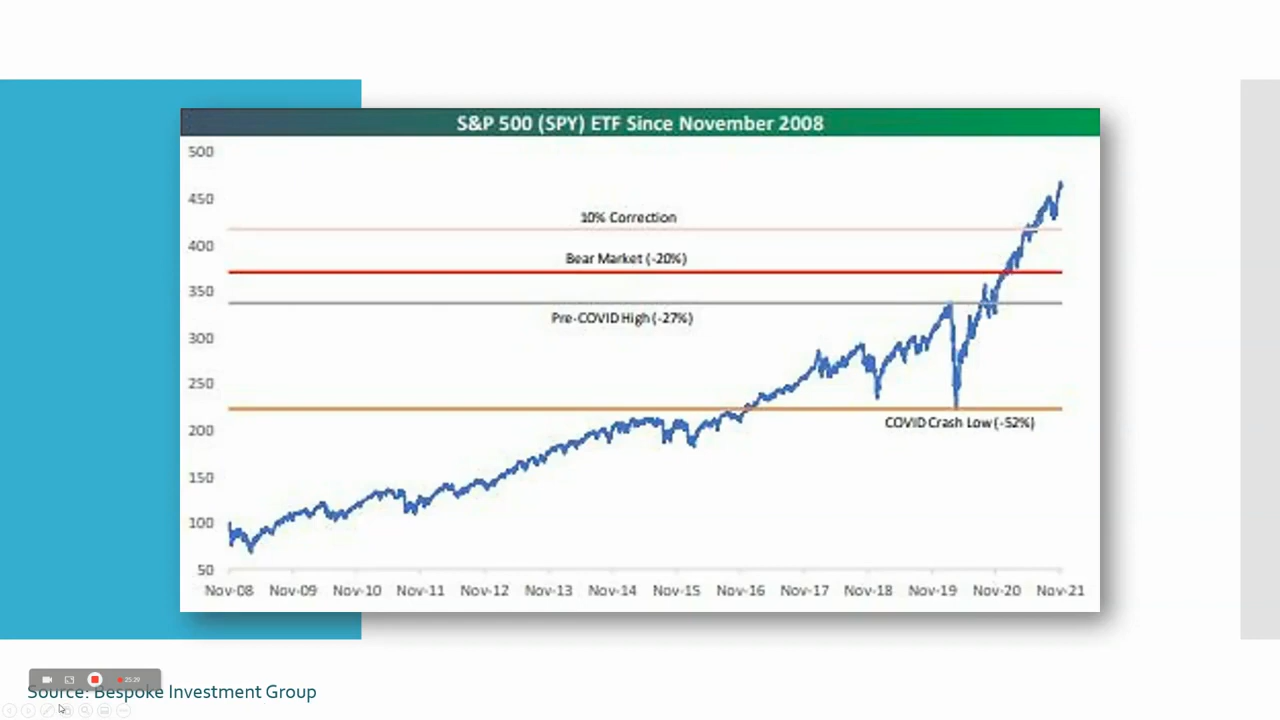 S&P 500 (SPY) ETF Since November 2008
500
450
10% Correction
400
Bear Market (-20%)
350
Pre-COVID High (-27%)
300
250
COVID Crash Low (-52%)
200
150
100
50
Nov-08 Nov-09 Nov-10 Nov-11 Nov-12 Nov-13 Nov-14 Nov-15 Nov-16 Nov-17 Nov-18 Nov-19 Nov-20 Nov-21
25:29
Source: Bespoke Investment Group